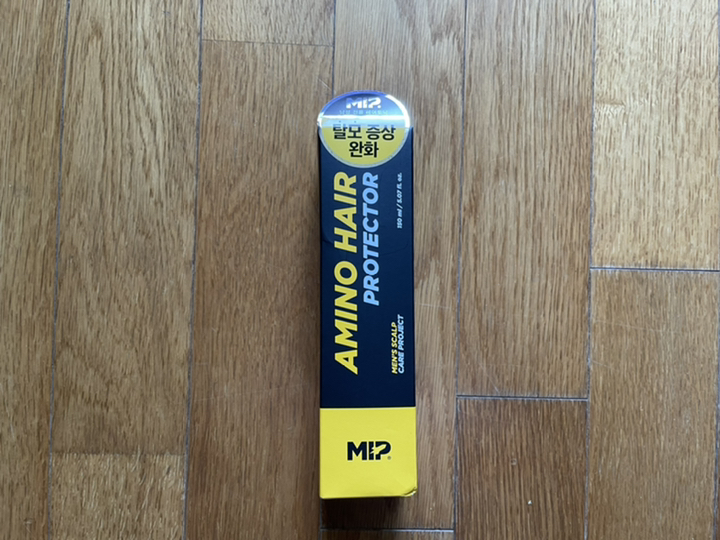 MIP
탈모 증상
완화
AMINO HAIR
PROTECTOR
150 ml / 5.07 fl. oz.
MEN'S SCALP
CARE PROJECT
MIP